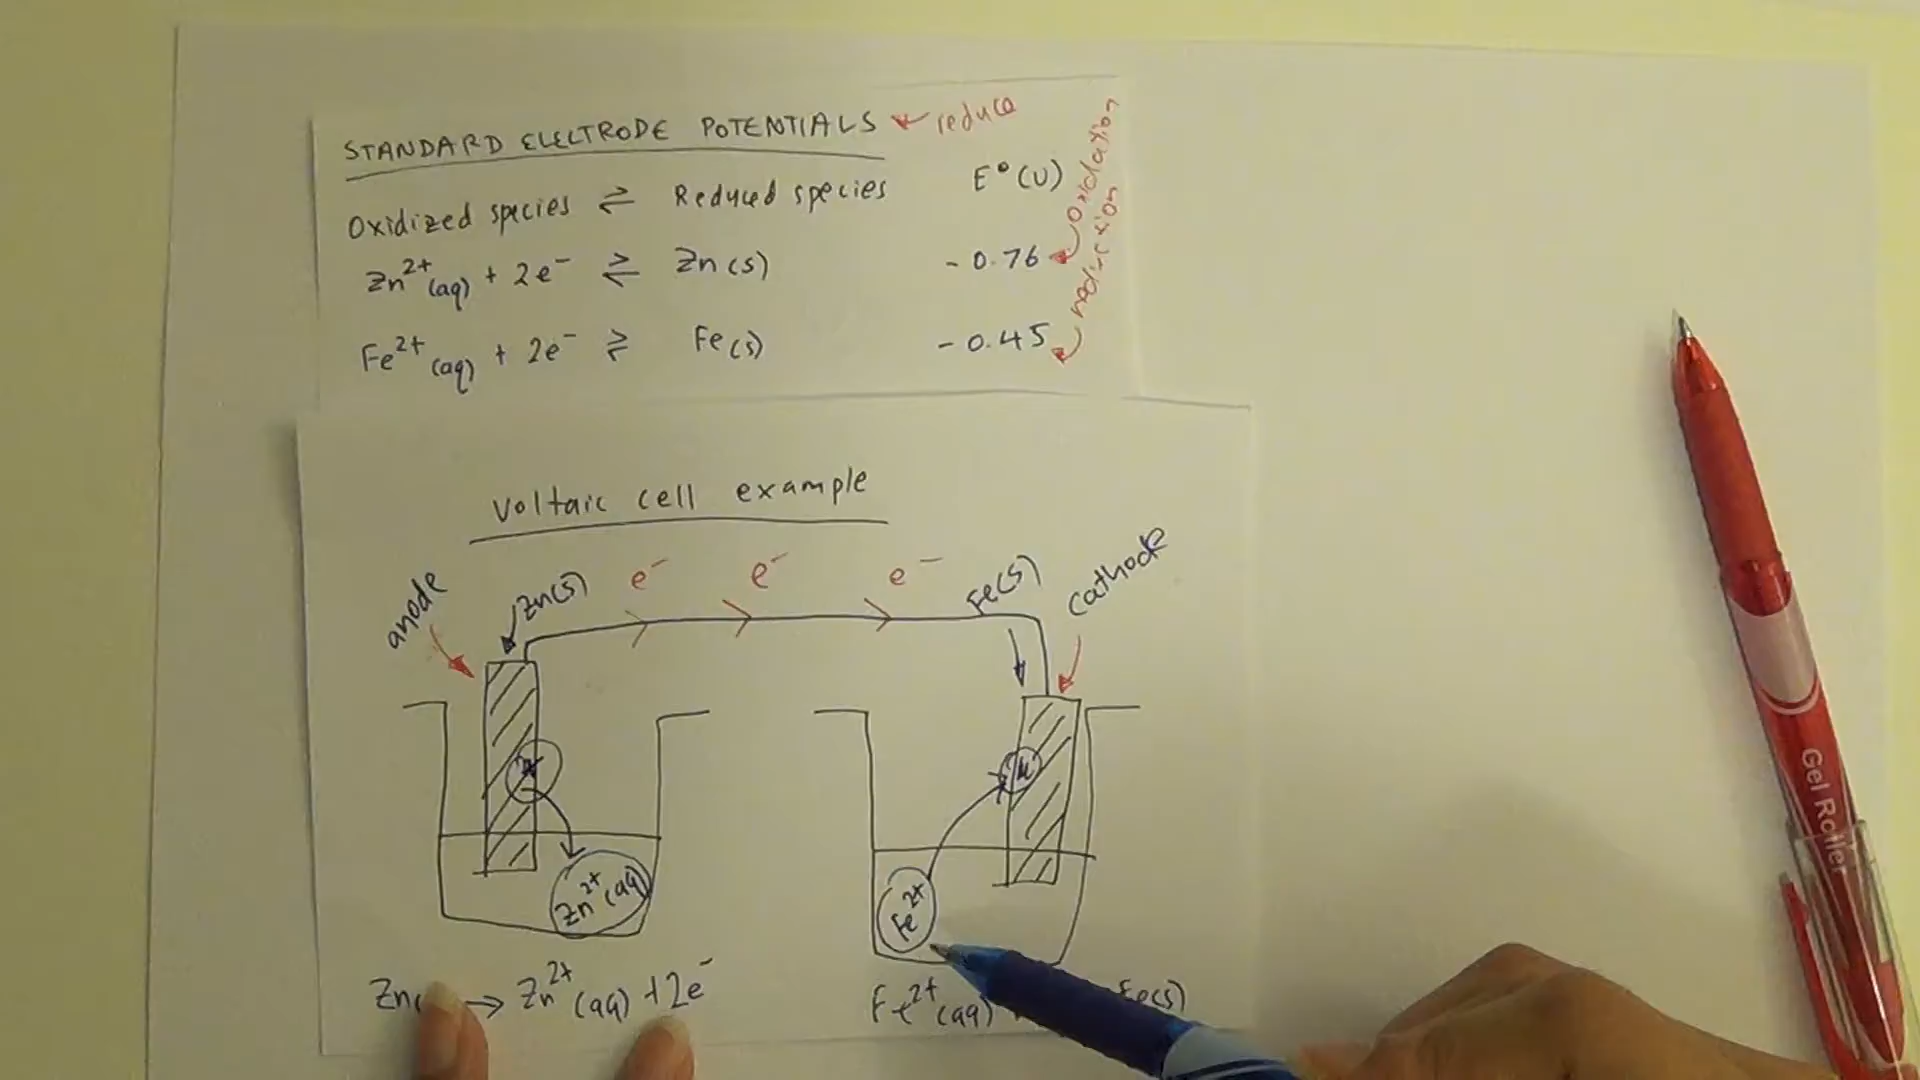 STANDARD ELECTRODE POTENTIALS ← reduce
Oxidized species ⇌ Reduced species E°(V)
Zn²⁺(aq) + 2e⁻ ⇌ Zn(s) -0.76
oxidation
Fe²⁺(aq) + 2e⁻ ⇌ Fe(s) -0.45
reduction
Voltaic cell example
anode
Zn(s)
e⁻ e⁻ e⁻
Fe(s)
cathode
Zn²⁺(aq)
Fe²⁺
Zn → Zn²⁺(aq) + 2e⁻
Fe²⁺(aq) Fe(s)
Gel Roller